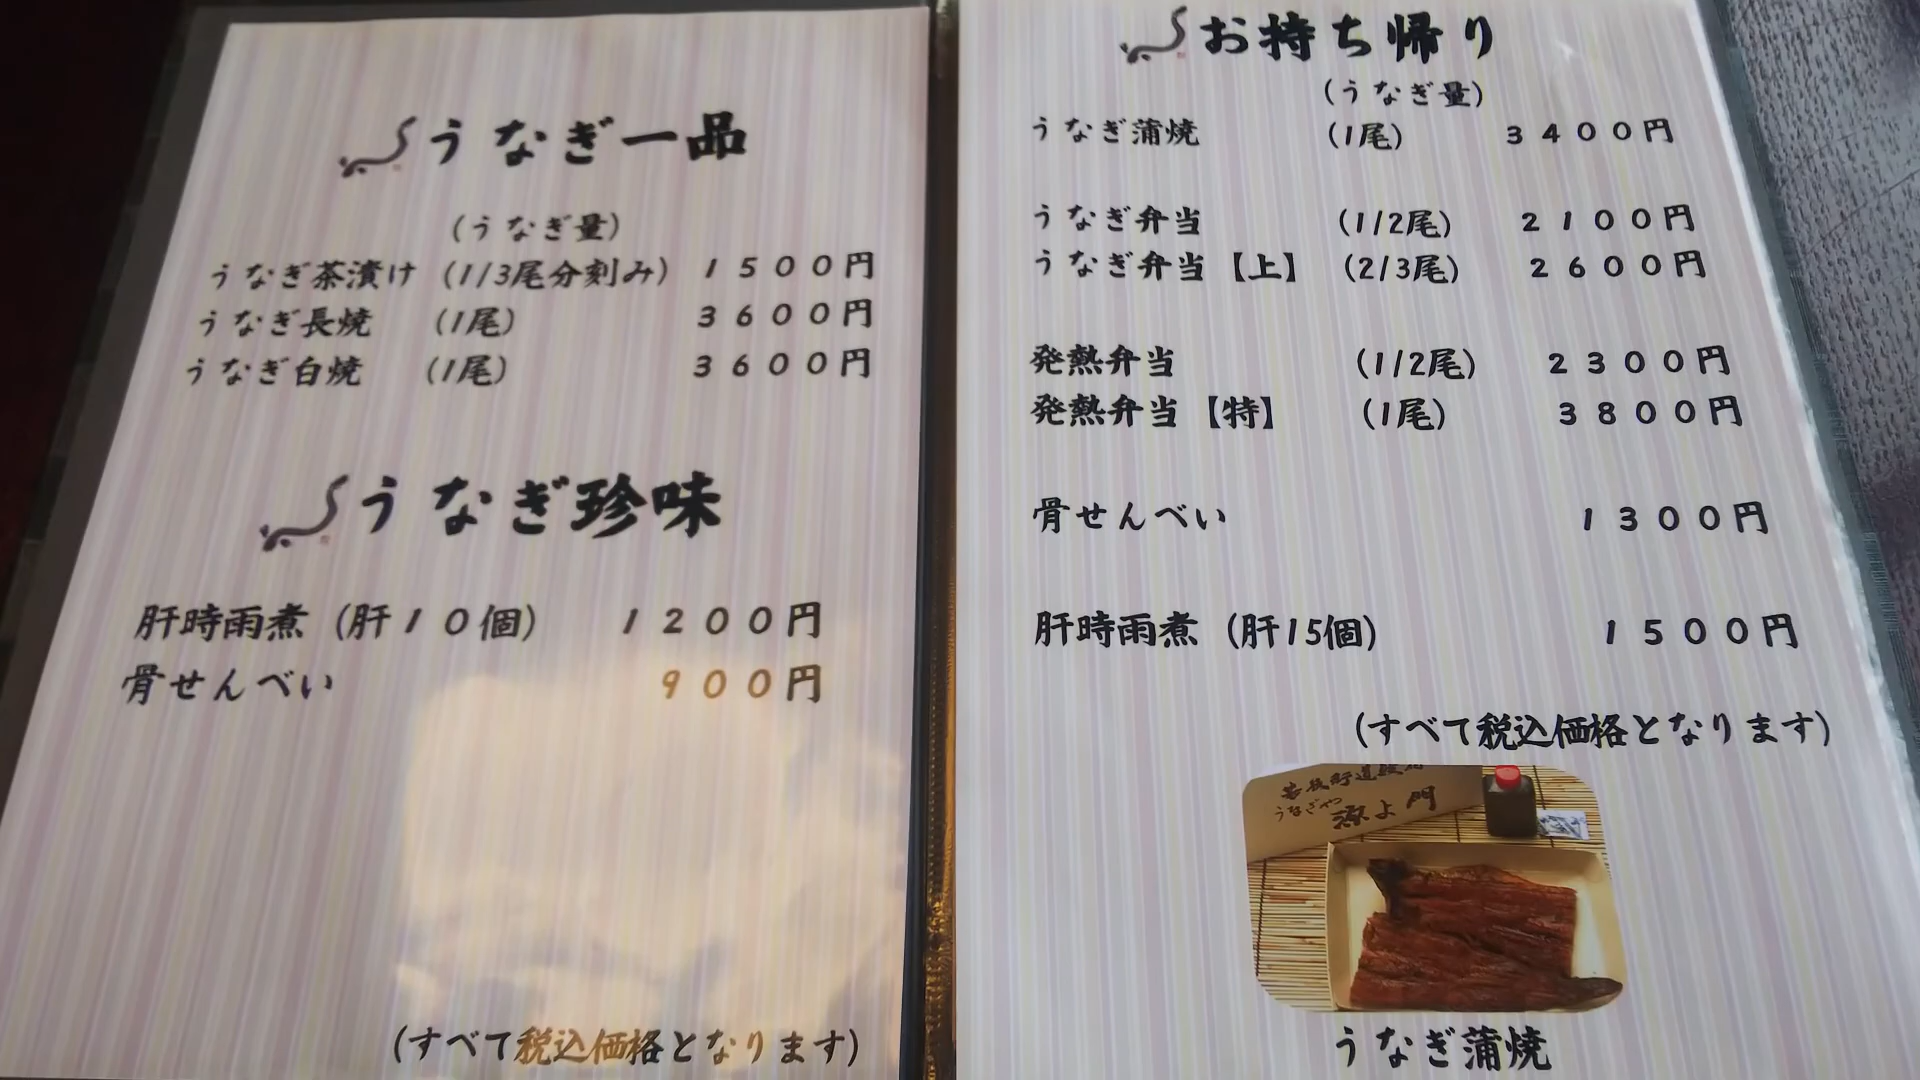 うなぎ一品
(うなぎ量)
うなぎ茶漬け (1/3尾分刻み) 1500円
うなぎ長焼 (1尾) 3600円
うなぎ白焼 (1尾) 3600円
うなぎ珍味
肝時雨煮 (肝10個) 1200円
骨せんべい 900円
(すべて税込価格となります)
お持ち帰り
(うなぎ量)
うなぎ蒲焼 (1尾) 3400円
うなぎ弁当 (1/2尾) 2100円
うなぎ弁当【上】 (2/3尾) 2600円
発熱弁当 (1/2尾) 2300円
発熱弁当【特】 (1尾) 3800円
骨せんべい 1300円
肝時雨煮 (肝15個) 1500円
(すべて税込価格となります)
うなぎや
うなぎ蒲焼